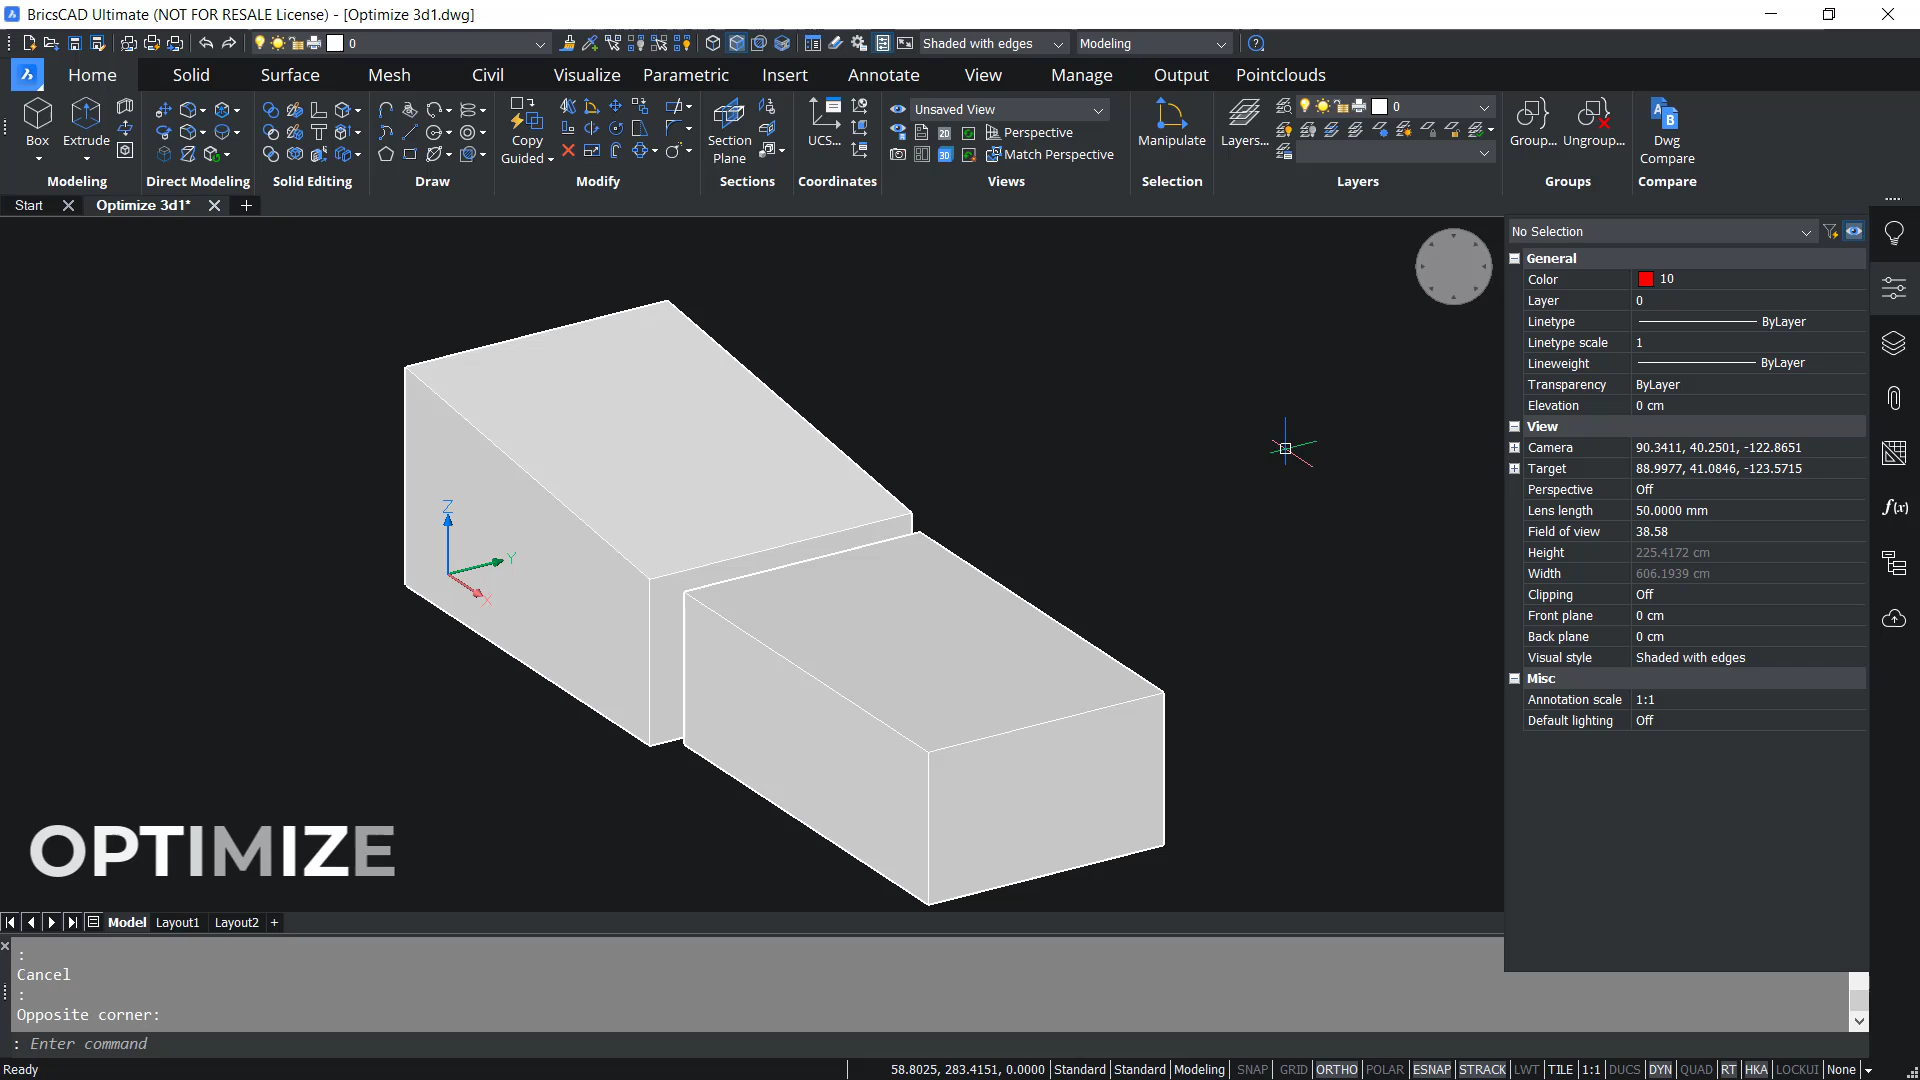 BricsCAD Ultimate (NOT FOR RESALE License) - [Optimize 3d1.dwg]
0
Shaded with edges
Modeling
Home Solid Surface Mesh Civil Visualize Parametric Insert Annotate View Manage Output Pointclouds
Box
Extrude
Copy
Guided
Section
Plane
UCS...
Unsaved View
2D
Perspective
3D
Match Perspective
Manipulate
Layers...
0
Group...
Ungroup...
Dwg
Compare
Modeling Direct Modeling Solid Editing Draw Modify Sections Coordinates Views Selection Layers Groups Compare
Start
Optimize 3d1*
No Selection
General
Color 10
Layer 0
Linetype ByLayer
Linetype scale 1
Lineweight ByLayer
Transparency ByLayer
Elevation 0 cm
View
Camera 90.3411, 40.2501, -122.8651
Target 88.9977, 41.0846, -123.5715
Perspective Off
Lens length 50.0000 mm
Field of view 38.58
Height 225.4172 cm
Width 606.1939 cm
Clipping Off
Front plane 0 cm
Back plane 0 cm
Visual style Shaded with edges
Misc
Annotation scale 1:1
Default lighting Off
f(x)
Z
Y
X
OPTIMIZE
Model Layout1 Layout2 +
:
Cancel
:
Opposite corner:
: Enter command
Ready
58.8025, 283.4151, 0.0000 Standard Standard Modeling SNAP GRID ORTHO POLAR ESNAP STRACK LWT TILE 1:1 DUCS DYN QUAD RT HKA LOCKUI None